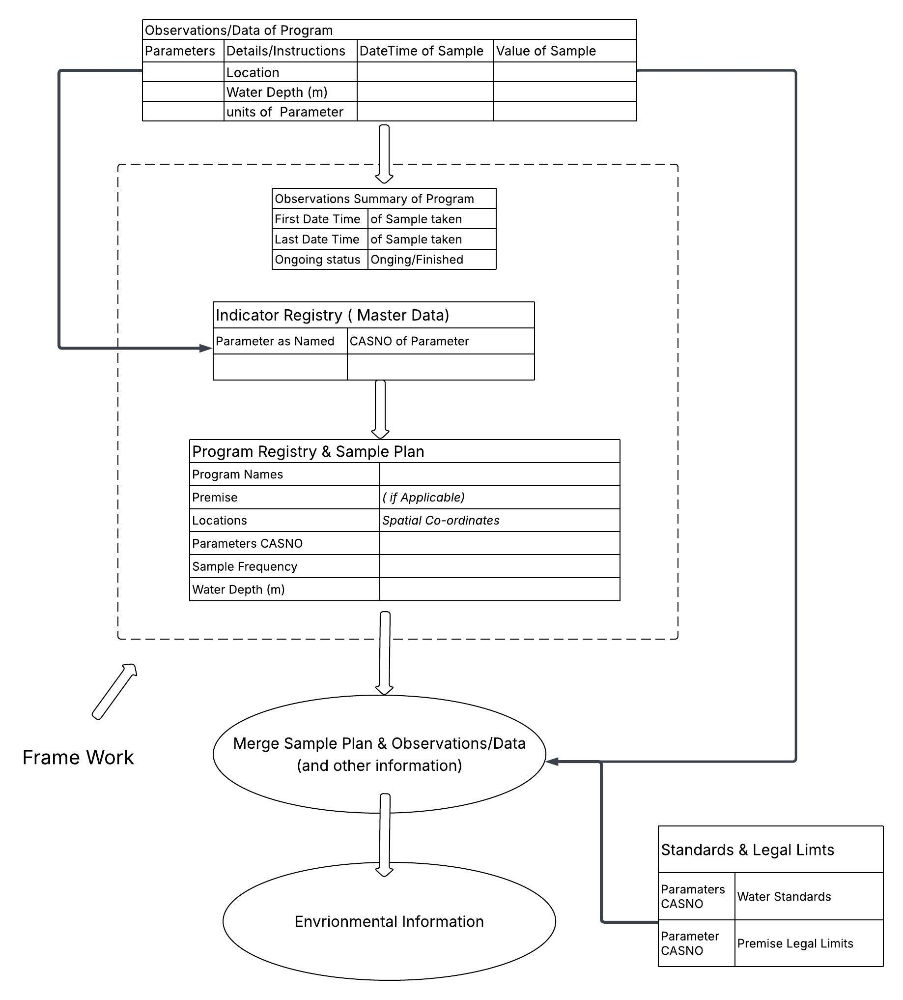 Observations/Data of Program
Parameters Details/Instructions DateTime of Sample Value of Sample
Location
Water Depth (m)
units of  Parameter
Observations Summary of Program
First Date Time of Sample taken
Last Date Time of Sample taken
Ongoing status Onging/Finished
Indicator Registry ( Master Data)
Parameter as Named CASNO of Parameter
Program Registry & Sample Plan
Program Names
Premise ( if Applicable)
Locations Spatial Co-ordinates
Parameters CASNO
Sample Frequency
Water Depth (m)
Frame Work
Merge Sample Plan & Observations/Data
(and other information)
Standards & Legal Limts
Paramaters
CASNO
Water Standards
Parameter
CASNO
Premise Legal Limits
Envrionmental Information